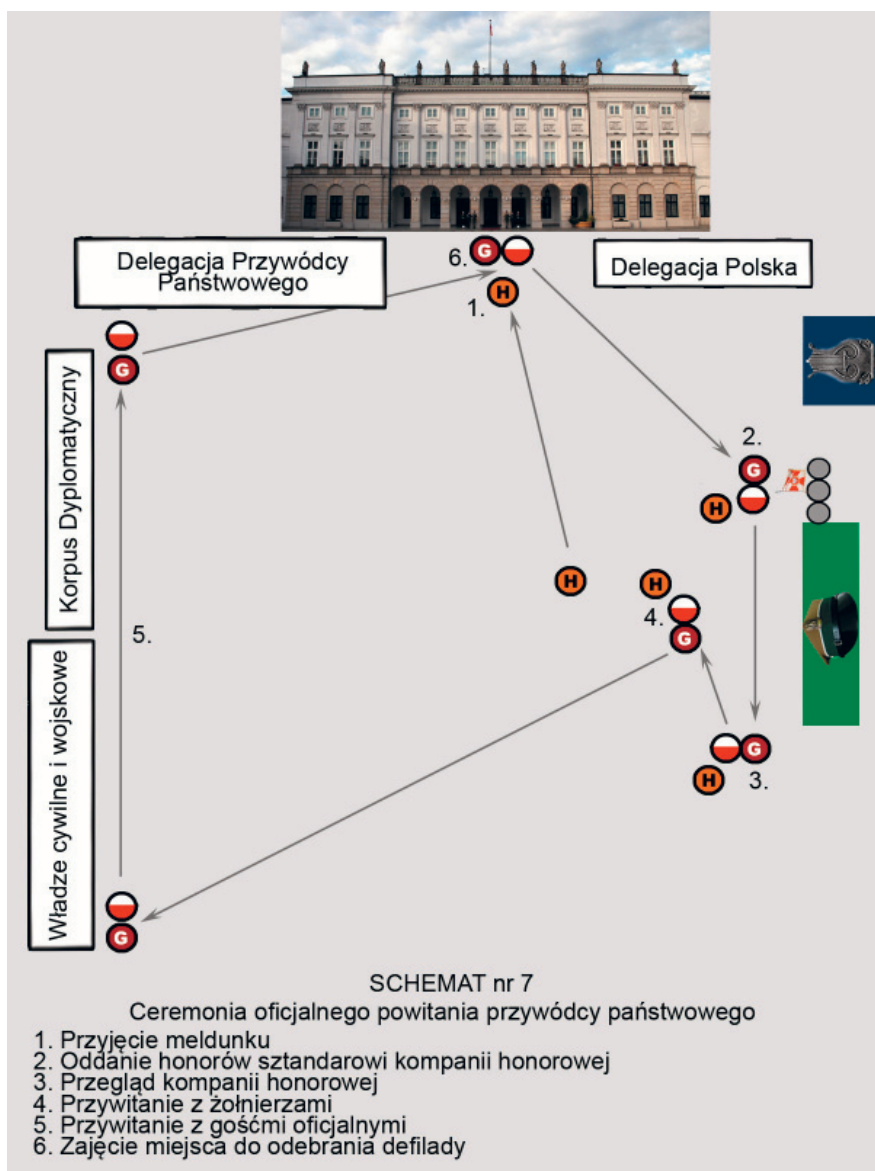 Delegacja Przywódcy
Państwowego
6. G
Delegacja Polska
1. H
G
Korpus Dyplomatyczny
2.
G
H
H
H
4.
G
5.
Władze cywilne i wojskowe
G
H
3.
G
SCHEMAT nr 7
Ceremonia oficjalnego powitania przywódcy państwowego
1. Przyjęcie meldunku
2. Oddanie honorów sztandarowi kompanii honorowej
3. Przegląd kompanii honorowej
4. Przywitanie z żołnierzami
5. Przywitanie z gośćmi oficjalnymi
6. Zajęcie miejsca do odebrania defilady